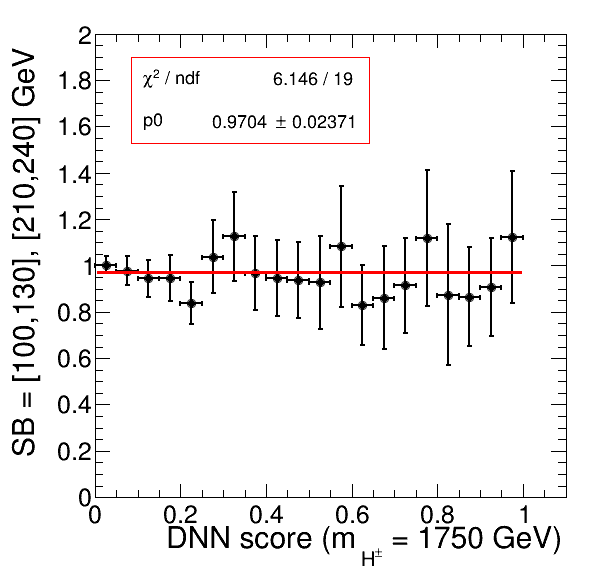 SB = [100,130], [210,240] GeV
2
1.8
1.6
1.4
1.2
1
0.8
0.6
0.4
0.2
0
χ² / ndf 6.146 / 19
p0 0.9704 ± 0.02371
0 0.2 0.4 0.6 0.8 1
DNN score (m_H± = 1750 GeV)